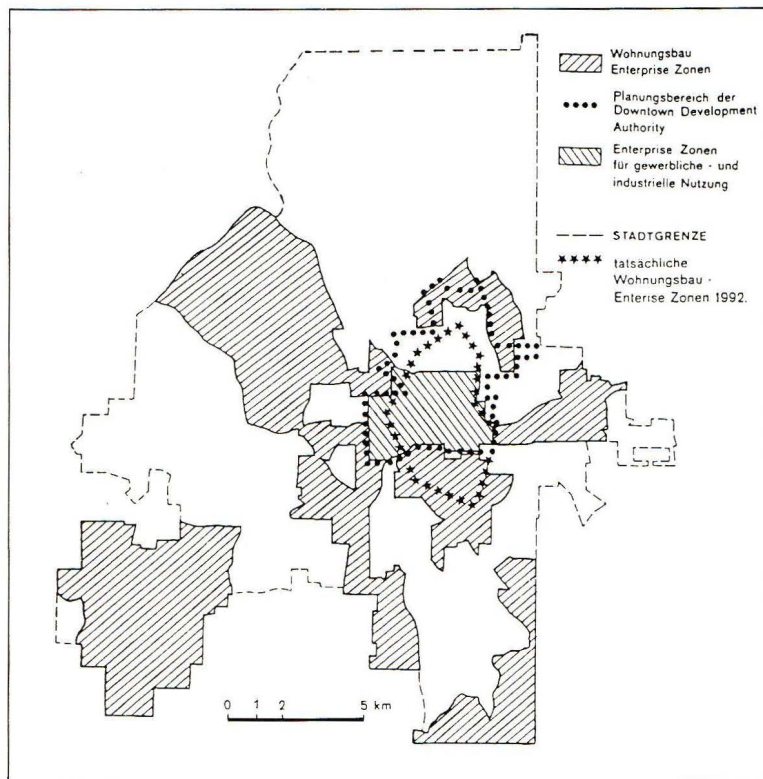 Wohnungsbau
Enterprise Zonen
Planungsbereich der
Downtown Development
Authority
Enterprise Zonen
für gewerbliche - und
industrielle Nutzung
STADTGRENZE
tatsächliche
Wohnungsbau -
Enterise Zonen 1992.
0 1 2 5 km